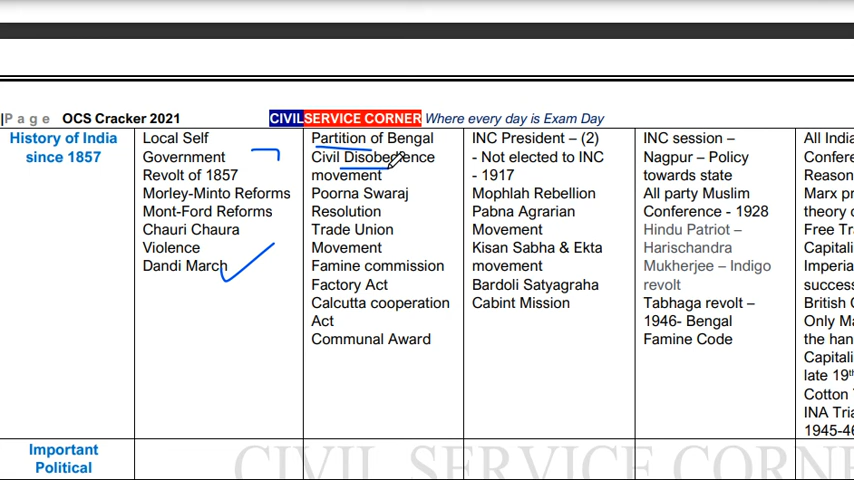 |P a g e OCS Cracker 2021
CIVILSERVICE CORNER Where every day is Exam Day
History of India
since 1857
Local Self
Government
Revolt of 1857
Morley-Minto Reforms
Mont-Ford Reforms
Chauri Chaura
Violence
Dandi March
Partition of Bengal
Civil Disobedience
movement
Poorna Swaraj
Resolution
Trade Union
Movement
Famine commission
Factory Act
Calcutta cooperation
Act
Communal Award
INC President – (2)
- Not elected to INC
- 1917
Mophlah Rebellion
Pabna Agrarian
Movement
Kisan Sabha & Ekta
movement
Bardoli Satyagraha
Cabint Mission
INC session –
Nagpur - Policy
towards state
All party Muslim
Conference - 1928
Hindu Patriot –
Harischandra
Mukherjee – Indigo
revolt
Tabhaga revolt –
1946- Bengal
Famine Code
All India
Confere
Reason
Marx pr
theory o
Free Tra
Capitali
Imperia
success
British C
Only Ma
the han
Capitali
late 19th
Cotton
INA Tria
1945-46
Important
Political
CIVIL SERVICE CORNE